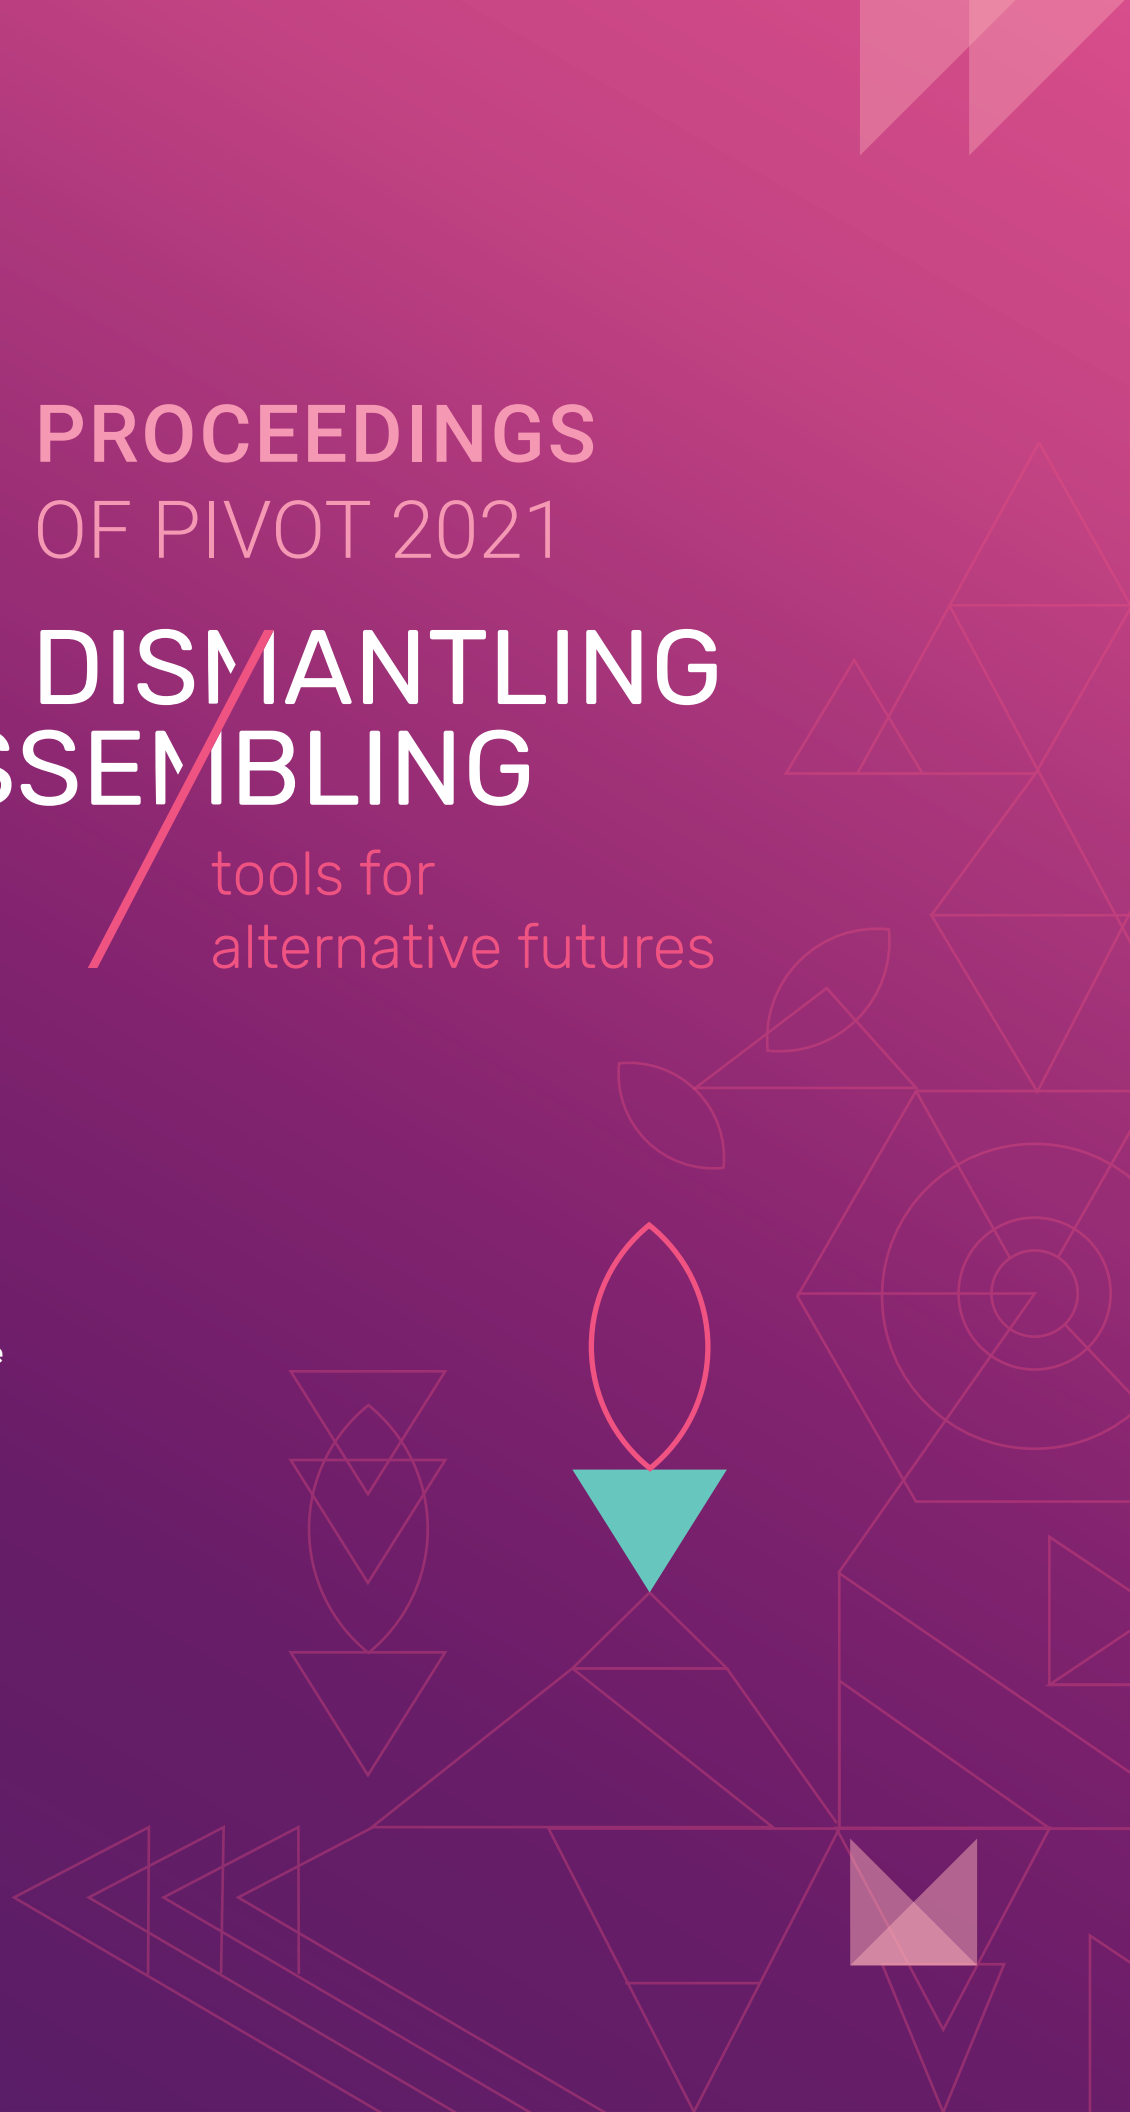 PROCEEDINGS
OF PIVOT 2021
DISMANTLING
SSEMBLING
tools for
alternative futures
e